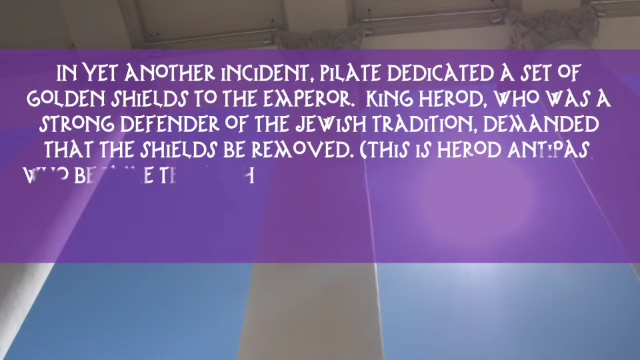 IN YET ANOTHER INCIDENT, PILATE DEDICATED A SET OF
GOLDEN SHIELDS TO THE EMPEROR. KING HEROD, WHO WAS A
STRONG DEFENDER OF THE JEWISH TRADITION, DEMANDED
THAT THE SHIELDS BE REMOVED. (THIS IS HEROD ANTIPAS
WHO